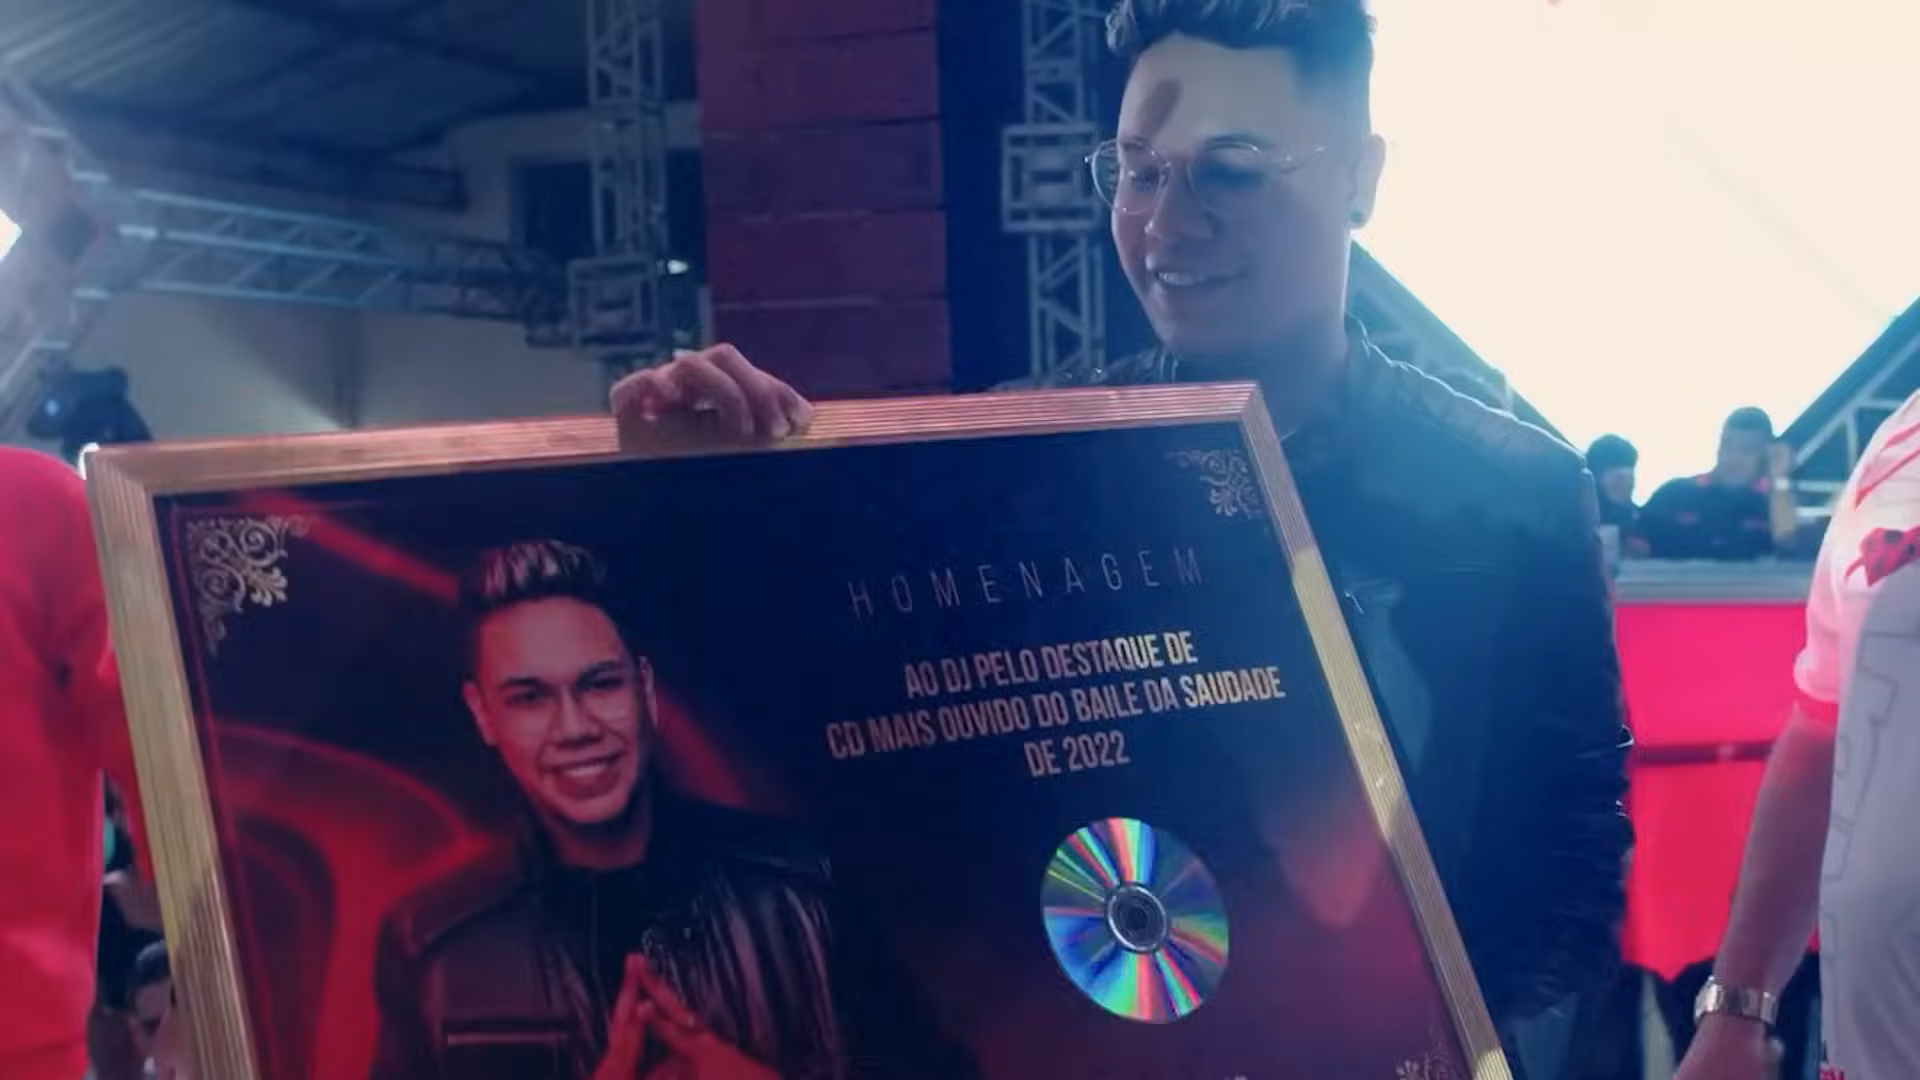 HOMENAGEM
AO DJ PELO DESTAQUE DE
CD MAIS OUVIDO DO BAILE DA SAUDADE
DE 2022